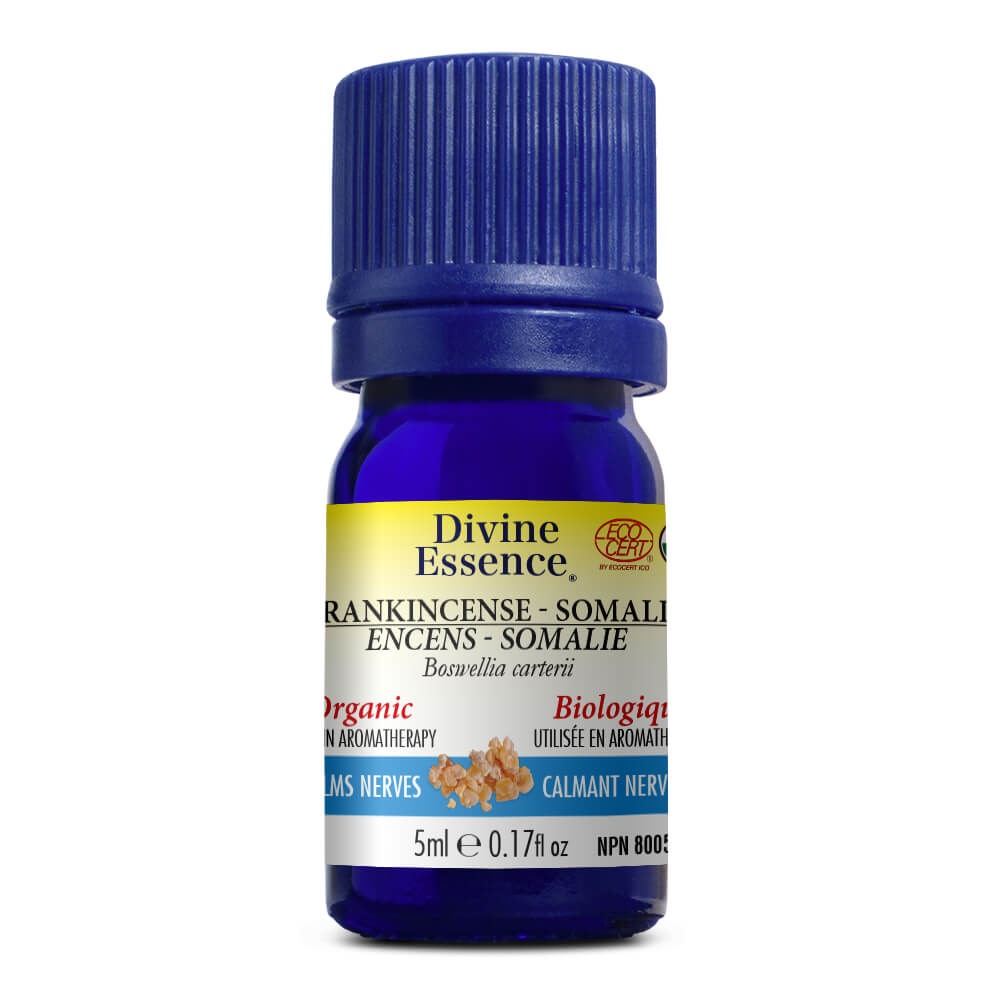 Divine
Essence®
ECO
CERT®
BY ECOCERT ICO
RANKINCENSE - SOMALI
ENCENS - SOMALIE
Boswellia carterii
Organic Biologiqu
IN AROMATHERAPY UTILISÉE EN AROMATH
LMS NERVES CALMANT NERV
5ml ℮ 0.17fl oz NPN 8005